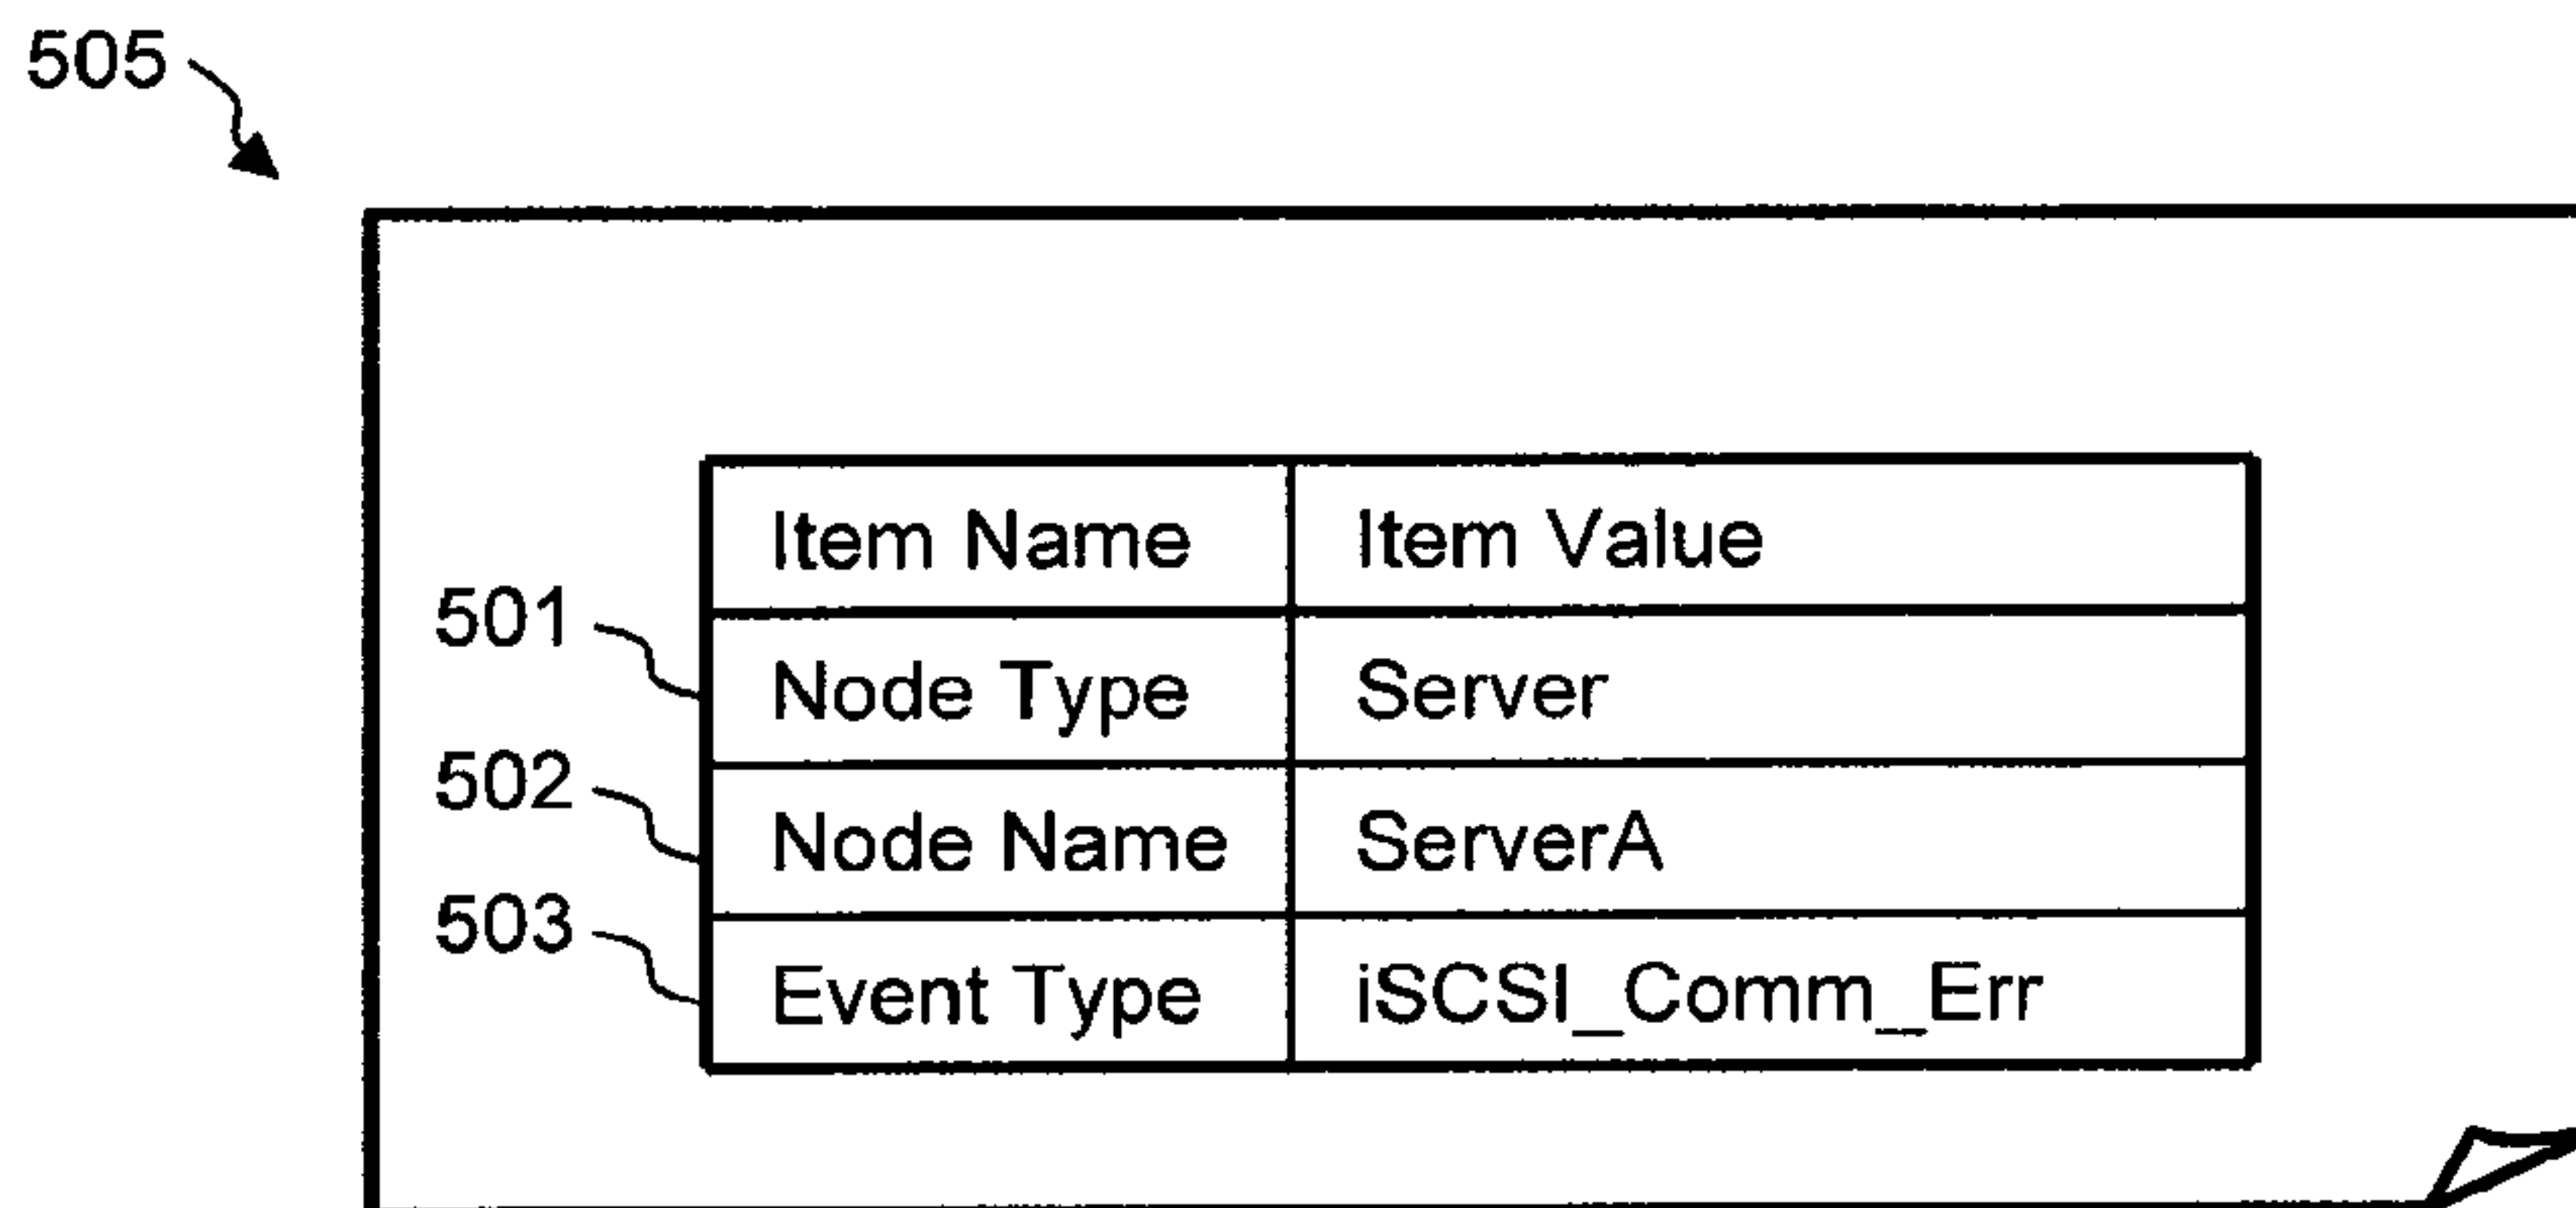 505
Item Name Item Value
501 Node Type Server
502 Node Name ServerA
503 Event Type iSCSI_Comm_Err